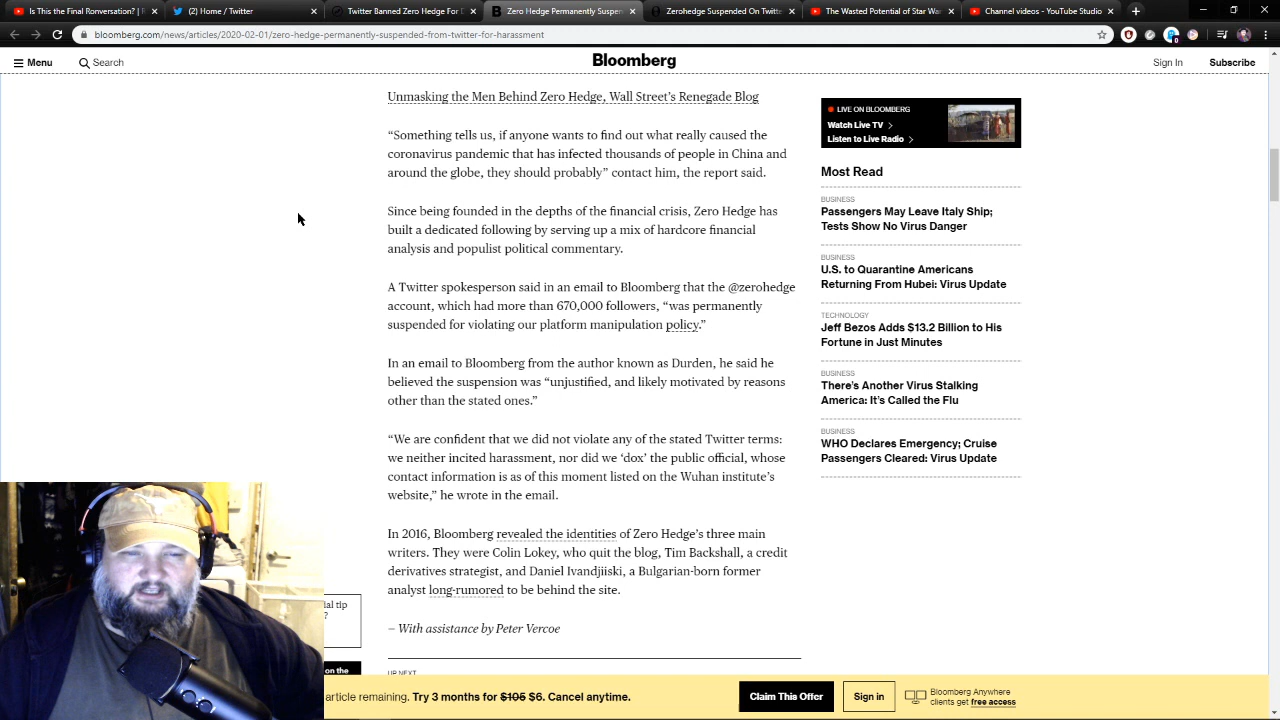 Is This the Final Question? | I
(2) Home / Twitter
Twitter Banned Zero Hedge For D
Zero Hedge Permanently Suspen
Zerohedge Suspended On Twitte
The Wasted Potential of Star War
Channel videos - YouTube Studio
bloomberg.com/news/articles/2020-02-01/zero-hedge-permanently-suspended-from-twitter-for-harassment
Menu
Search
Bloomberg
Sign In
Subscribe
Unmasking the Men Behind Zero Hedge, Wall Street's Renegade Blog
“Something tells us, if anyone wants to find out what really caused the
coronavirus pandemic that has infected thousands of people in China and
around the globe, they should probably” contact him, the report said.
Since being founded in the depths of the financial crisis, Zero Hedge has
built a dedicated following by serving up a mix of hardcore financial
analysis and populist political commentary.
A Twitter spokesperson said in an email to Bloomberg that the @zerohedge
account, which had more than 670,000 followers, “was permanently
suspended for violating our platform manipulation policy.”
In an email to Bloomberg from the author known as Durden, he said he
believed the suspension was “unjustified, and likely motivated by reasons
other than the stated ones.”
“We are confident that we did not violate any of the stated Twitter terms:
we neither incited harassment, nor did we ‘dox’ the public official, whose
contact information is as of this moment listed on the Wuhan institute’s
website,” he wrote in the email.
In 2016, Bloomberg revealed the identities of Zero Hedge’s three main
writers. They were Colin Lokey, who quit the blog, Tim Backshall, a credit
derivatives strategist, and Daniel Ivandjiiski, a Bulgarian-born former
analyst long-rumored to be behind the site.
– With assistance by Peter Vercoe
UP NEXT
LIVE ON BLOOMBERG
Watch Live TV
Listen to Live Radio
Most Read
BUSINESS
Passengers May Leave Italy Ship;
Tests Show No Virus Danger
BUSINESS
U.S. to Quarantine Americans
Returning From Hubei: Virus Update
TECHNOLOGY
Jeff Bezos Adds $13.2 Billion to His
Fortune in Just Minutes
BUSINESS
There's Another Virus Stalking
America: It's Called the Flu
BUSINESS
WHO Declares Emergency; Cruise
Passengers Cleared: Virus Update
ial tip
?
on the
article remaining. Try 3 months for $105 $6. Cancel anytime.
Claim This Offer
Sign in
Bloomberg Anywhere
clients get free access